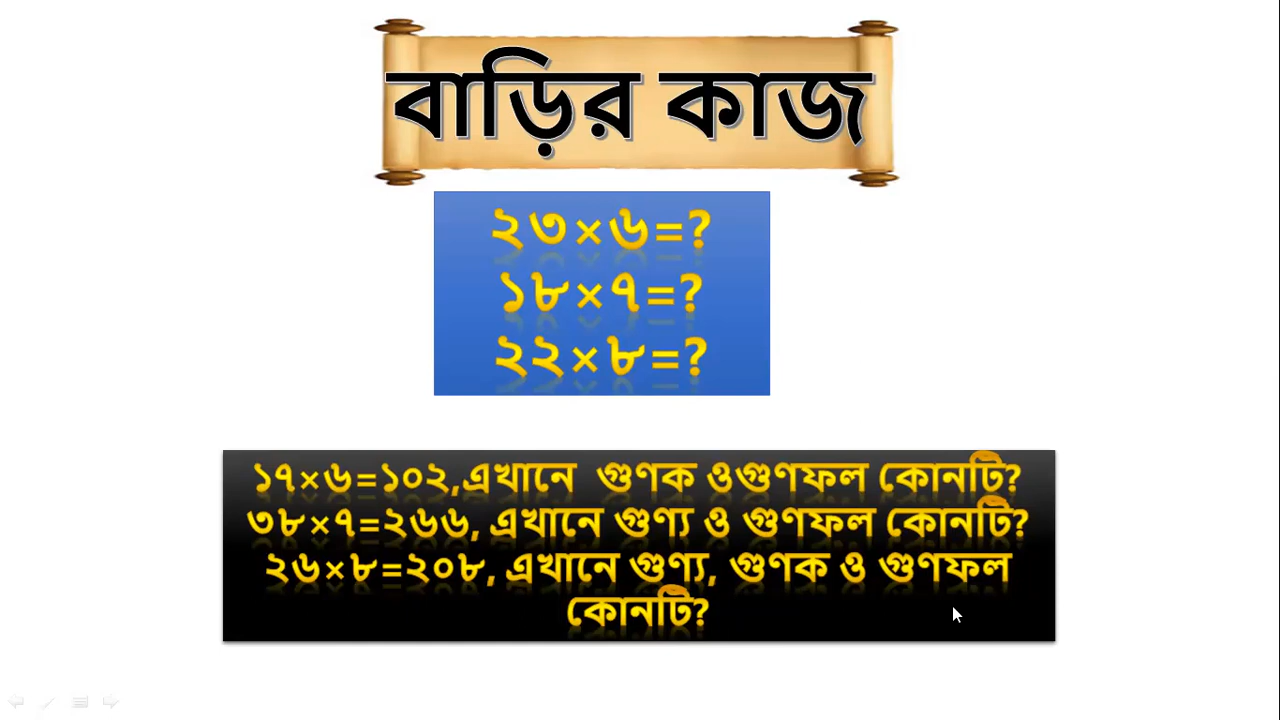 বাড়ির কাজ
২৩×৬=?
১৮×৭=?
২২×৮=?
১৭×৬=১০২,এখানে  গুণক ওগুণফল কোনটি?
৩৮×৭=২৬৬, এখানে গুণ্য ও গুণফল কোনটি?
২৬×৮=২০৮, এখানে গুণ্য, গুণক ও গুণফল
কোনটি?